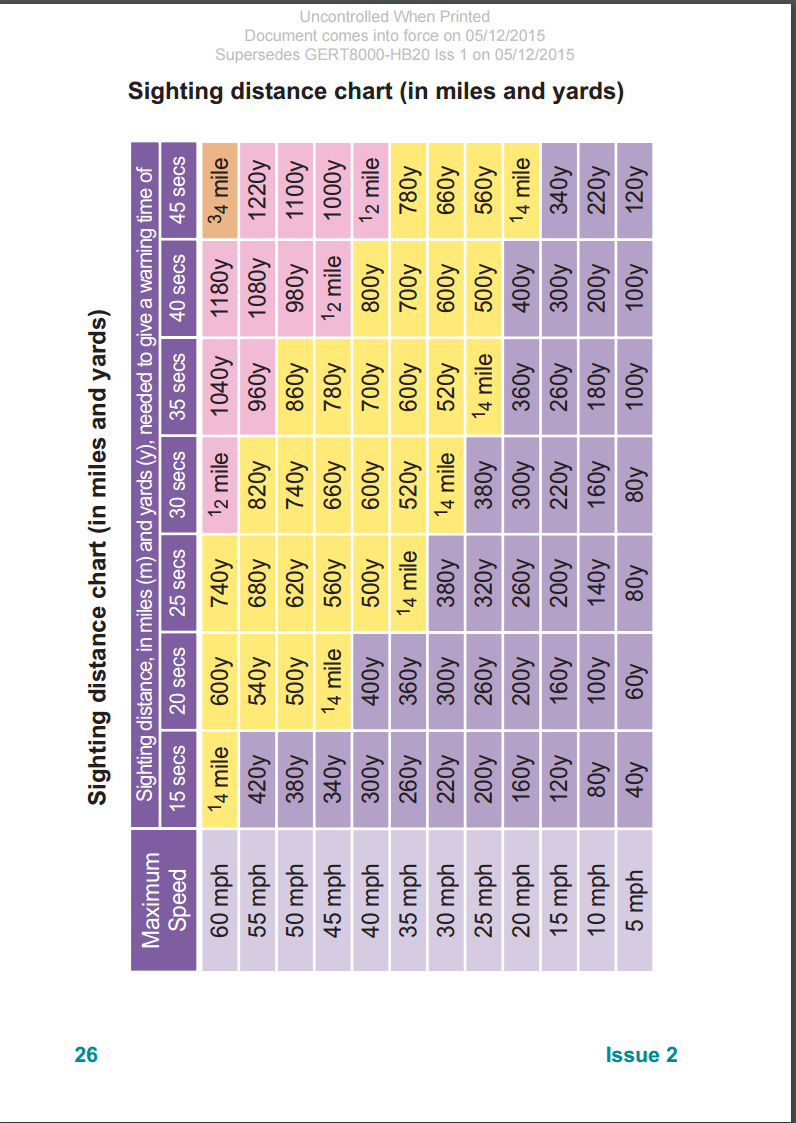 Uncontrolled When Printed
Document comes into force on 05/12/2015
Supersedes GERT8000-HB20 Iss 1 on 05/12/2015
Sighting distance chart (in miles and yards)
Sighting distance chart (in miles and yards)
Maximum Speed
Sighting distance, in miles (m) and yards (y), needed to give a warning time of
15 secs 20 secs 25 secs 30 secs 35 secs 40 secs 45 secs
60 mph 1⁄4 mile 600y 740y 1⁄2 mile 1040y 1180y 3⁄4 mile
55 mph 420y 540y 680y 820y 960y 1080y 1220y
50 mph 380y 500y 620y 740y 860y 980y 1100y
45 mph 340y 1⁄4 mile 560y 660y 780y 1⁄2 mile 1000y
40 mph 300y 400y 500y 600y 700y 800y 1⁄2 mile
35 mph 260y 360y 1⁄4 mile 520y 600y 700y 780y
30 mph 220y 300y 380y 1⁄4 mile 520y 600y 660y
25 mph 200y 260y 320y 380y 1⁄4 mile 500y 560y
20 mph 160y 200y 260y 300y 360y 400y 1⁄4 mile
15 mph 120y 160y 200y 220y 260y 300y 340y
10 mph 80y 100y 140y 160y 180y 200y 220y
5 mph 40y 60y 80y 80y 100y 100y 120y
26
Issue 2